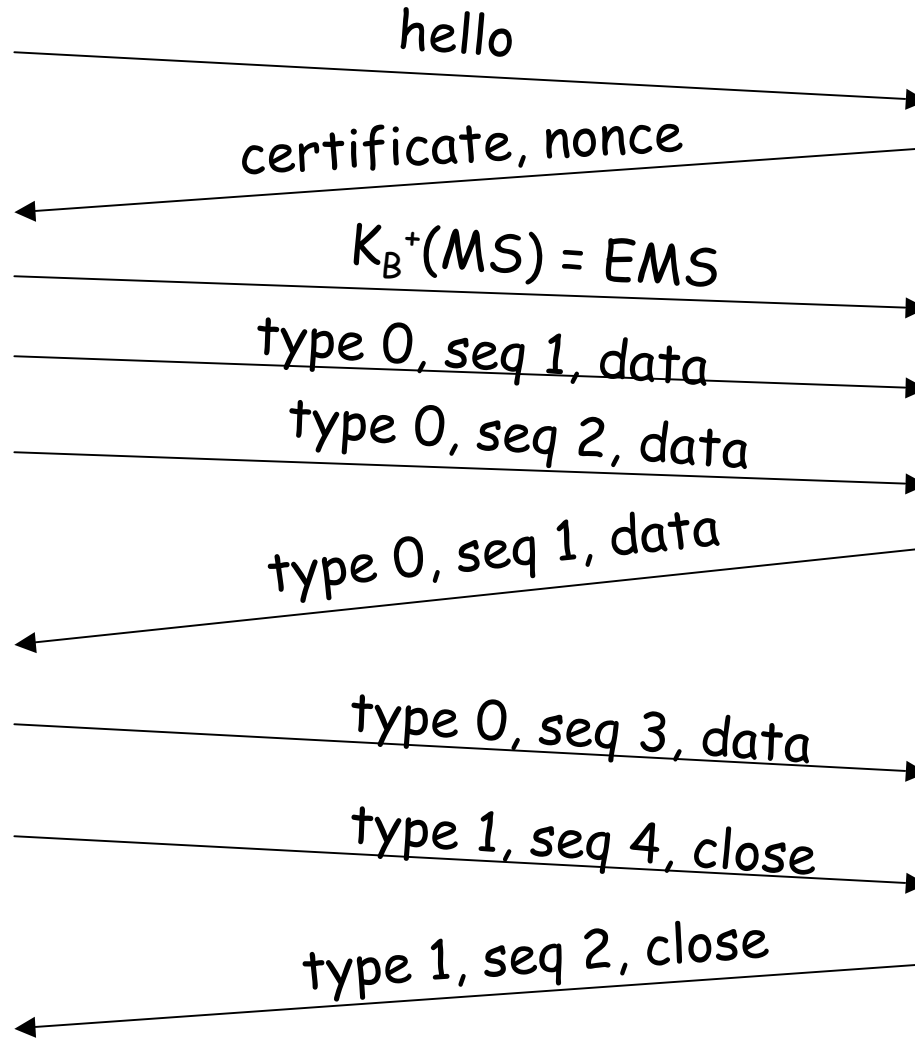 hello
certificate, nonce
K_B⁺(MS) = EMS
type 0, seq 1, data
type 0, seq 2, data
type 0, seq 1, data
type 0, seq 3, data
type 1, seq 4, close
type 1, seq 2, close